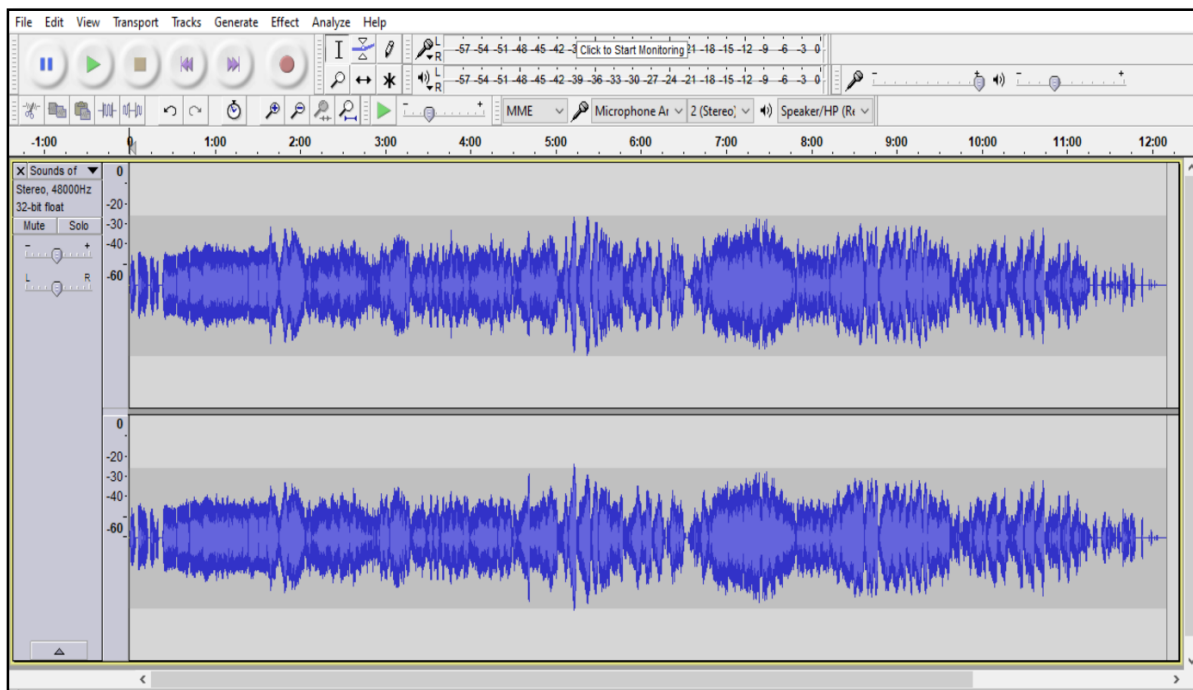 File Edit View Transport Tracks Generate Effect Analyze Help
L
R
-57 -54 -51 -48 -45 -42 -3 Click to Start Monitoring 21 -18 -15 -12 -9 -6 -3 0
L
R
-57 -54 -51 -48 -45 -42 -39 -36 -33 -30 -27 -24 -21 -18 -15 -12 -9 -6 -3 0
- +
- +
- +
MME
Microphone Ar
2 (Stereo)
Speaker/HP (Re
-1:00 0 1:00 2:00 3:00 4:00 5:00 6:00 7:00 8:00 9:00 10:00 11:00 12:00
X Sounds of
Stereo, 48000Hz
32-bit float
Mute Solo
- +
L R
0
-20
-30
-40
-60
0
-20
-30
-40
-60